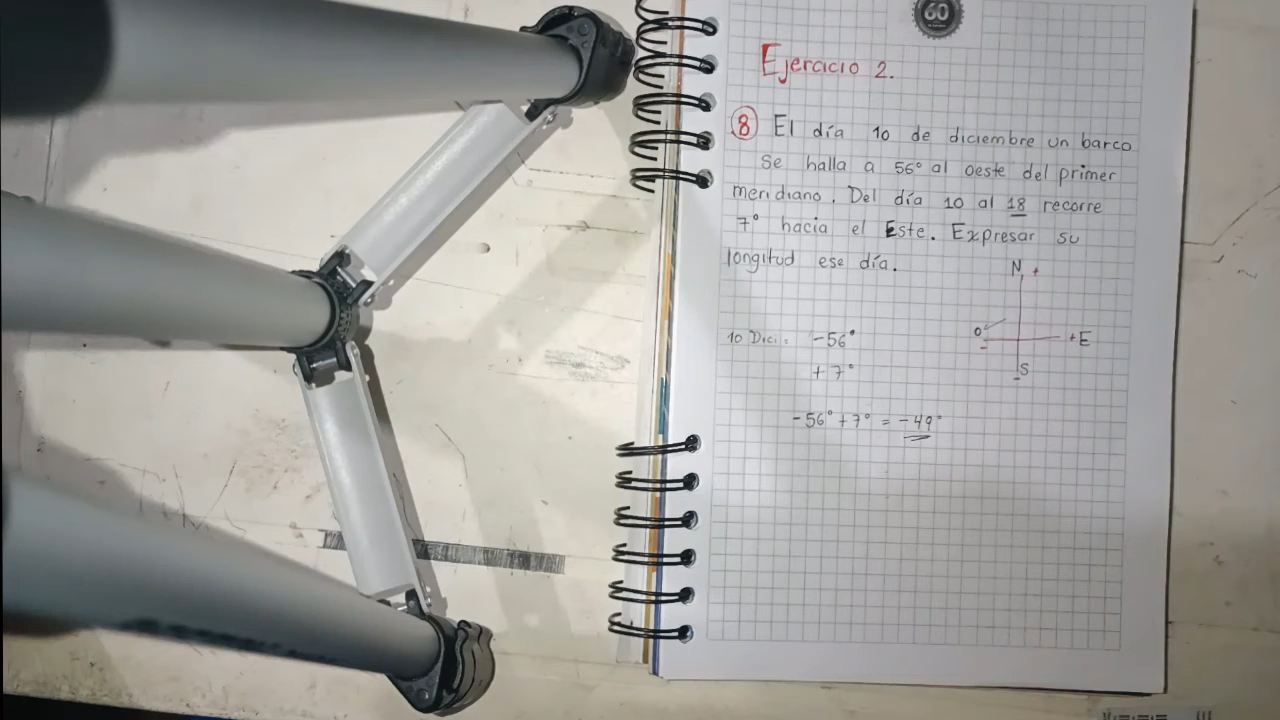 60
Ejercicio 2.
8 El día 10 de diciembre un barco
se halla a 56° al oeste del primer
meridiano. Del día 10 al 18 recorre
7° hacia el Este. Expresar su
longitud ese día.
N +
O - + E
- S
10 Dici: -56°
+ 7°
-56° + 7° = -49°